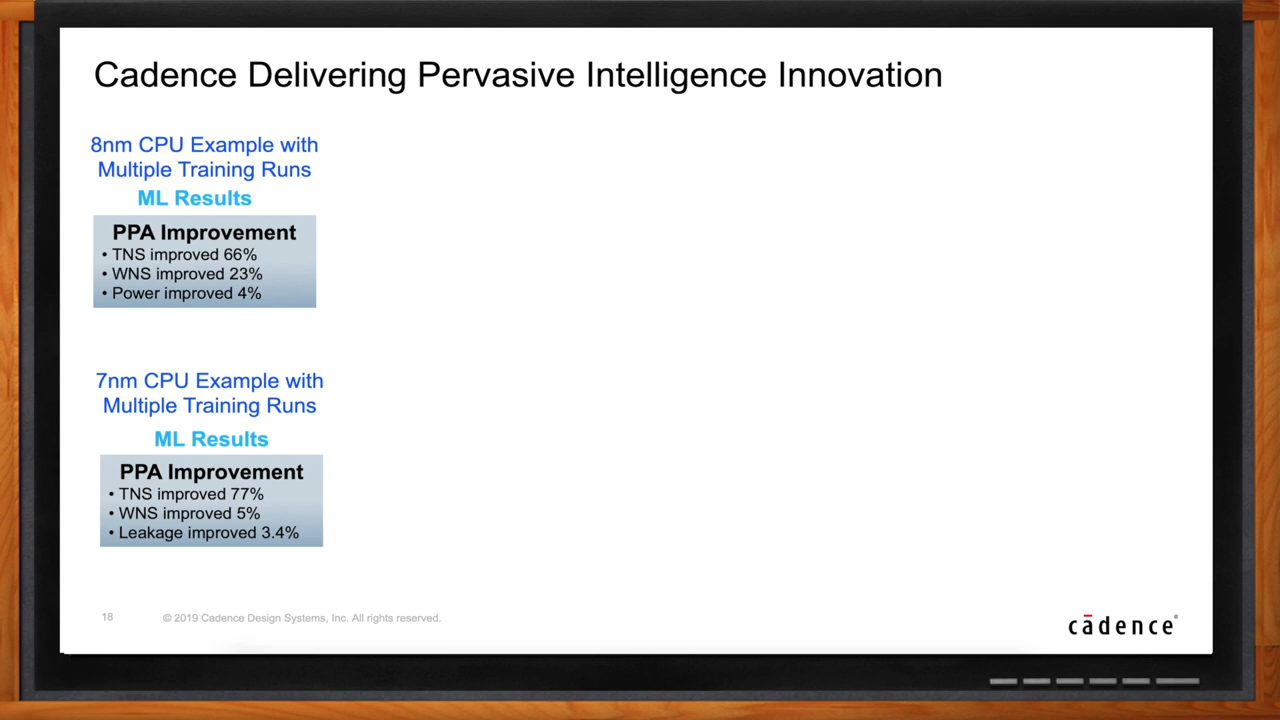 Cadence Delivering Pervasive Intelligence Innovation
8nm CPU Example with
Multiple Training Runs
ML Results
PPA Improvement
• TNS improved 66%
• WNS improved 23%
• Power improved 4%
7nm CPU Example with
Multiple Training Runs
ML Results
PPA Improvement
• TNS improved 77%
• WNS improved 5%
• Leakage improved 3.4%
18 © 2019 Cadence Design Systems, Inc. All rights reserved.
cādence®